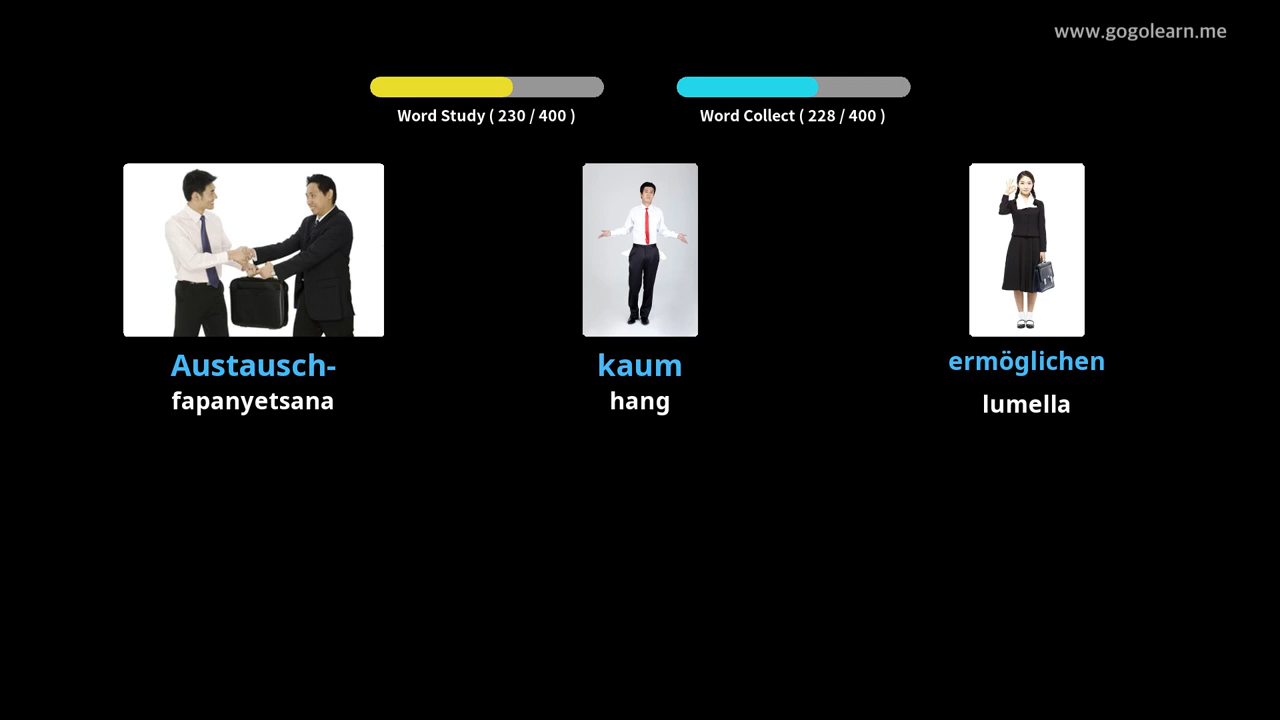 www.gogolearn.me
Word Study ( 230 / 400 )
Word Collect ( 228 / 400 )
Austausch-
fapanyetsana
kaum
hang
ermöglichen
lumella